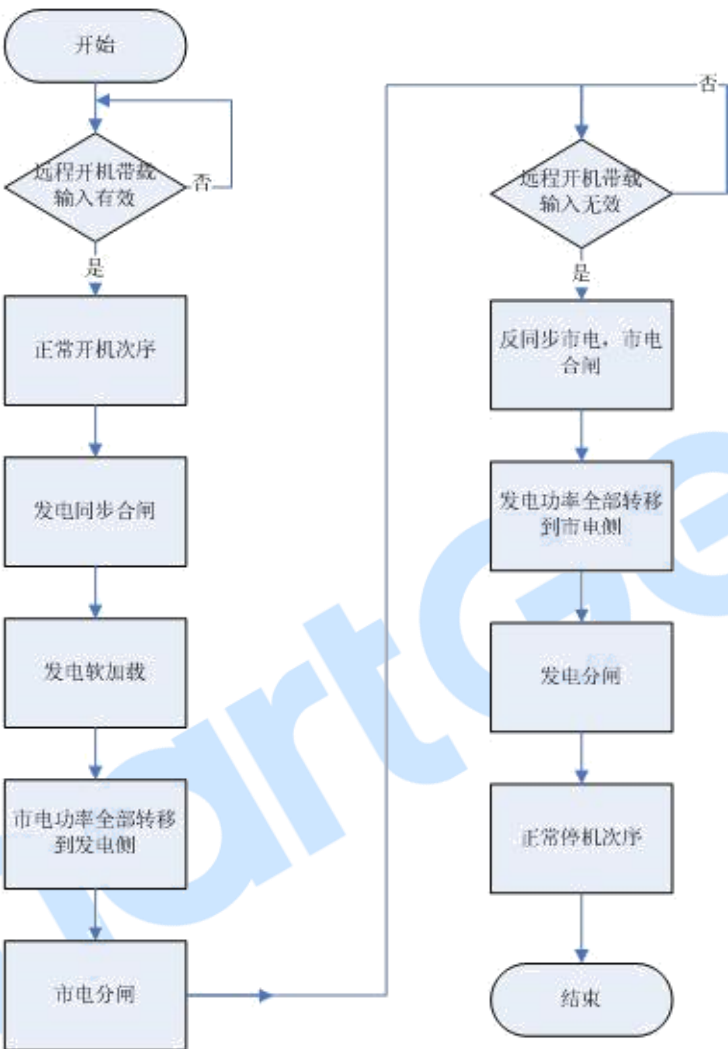 开始
远程开机带载
输入有效
否
是
正常开机次序
发电同步合闸
发电软加载
市电功率全部转移
到发电侧
市电分闸
否
远程开机带载
输入无效
是
反同步市电，市电
合闸
发电功率全部转移
到市电侧
发电分闸
正常停机次序
结束